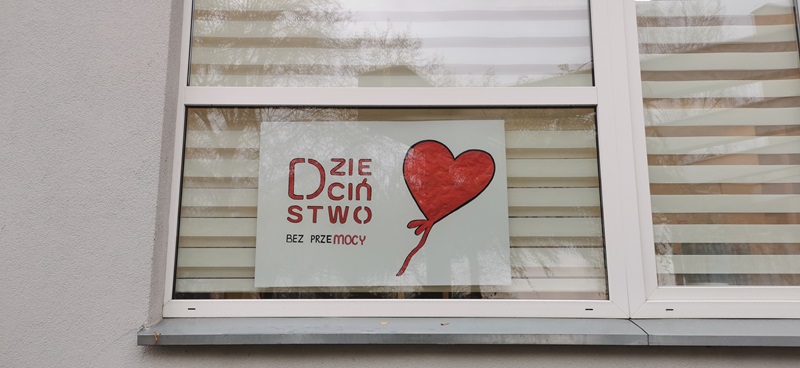 DZIE
CIŃ
STWO
BEZ PRZEMOCY